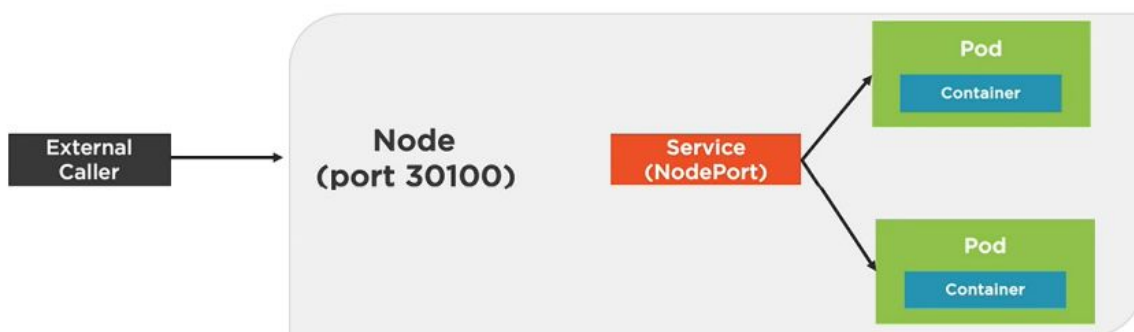 External
Caller
Node
(port 30100)
Service
(NodePort)
Pod
Container
Pod
Container